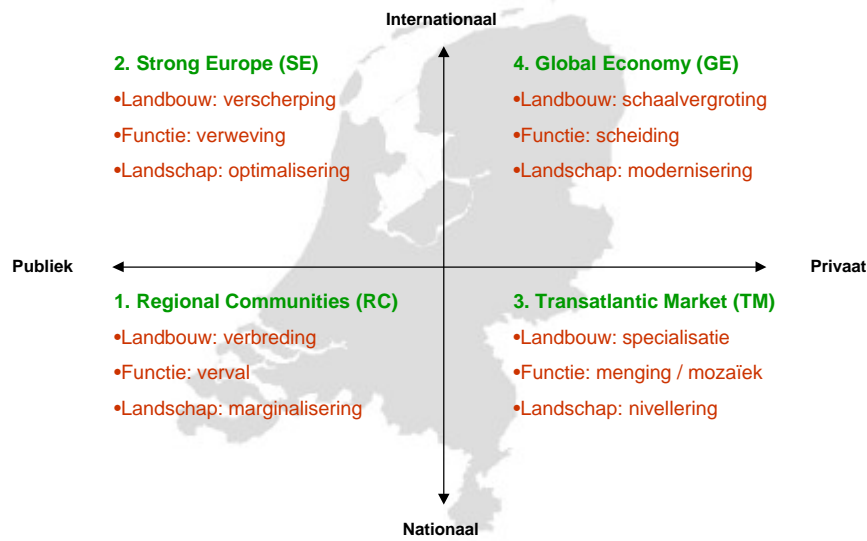 Internationaal
2. Strong Europe (SE)
•Landbouw: verscherping
•Functie: verweving
•Landschap: optimalisering
4. Global Economy (GE)
•Landbouw: schaalvergroting
•Functie: scheiding
•Landschap: modernisering
Publiek
Privaat
1. Regional Communities (RC)
•Landbouw: verbreding
•Functie: verval
•Landschap: marginalisering
3. Transatlantic Market (TM)
•Landbouw: specialisatie
•Functie: menging / mozaïek
•Landschap: nivellering
Nationaal